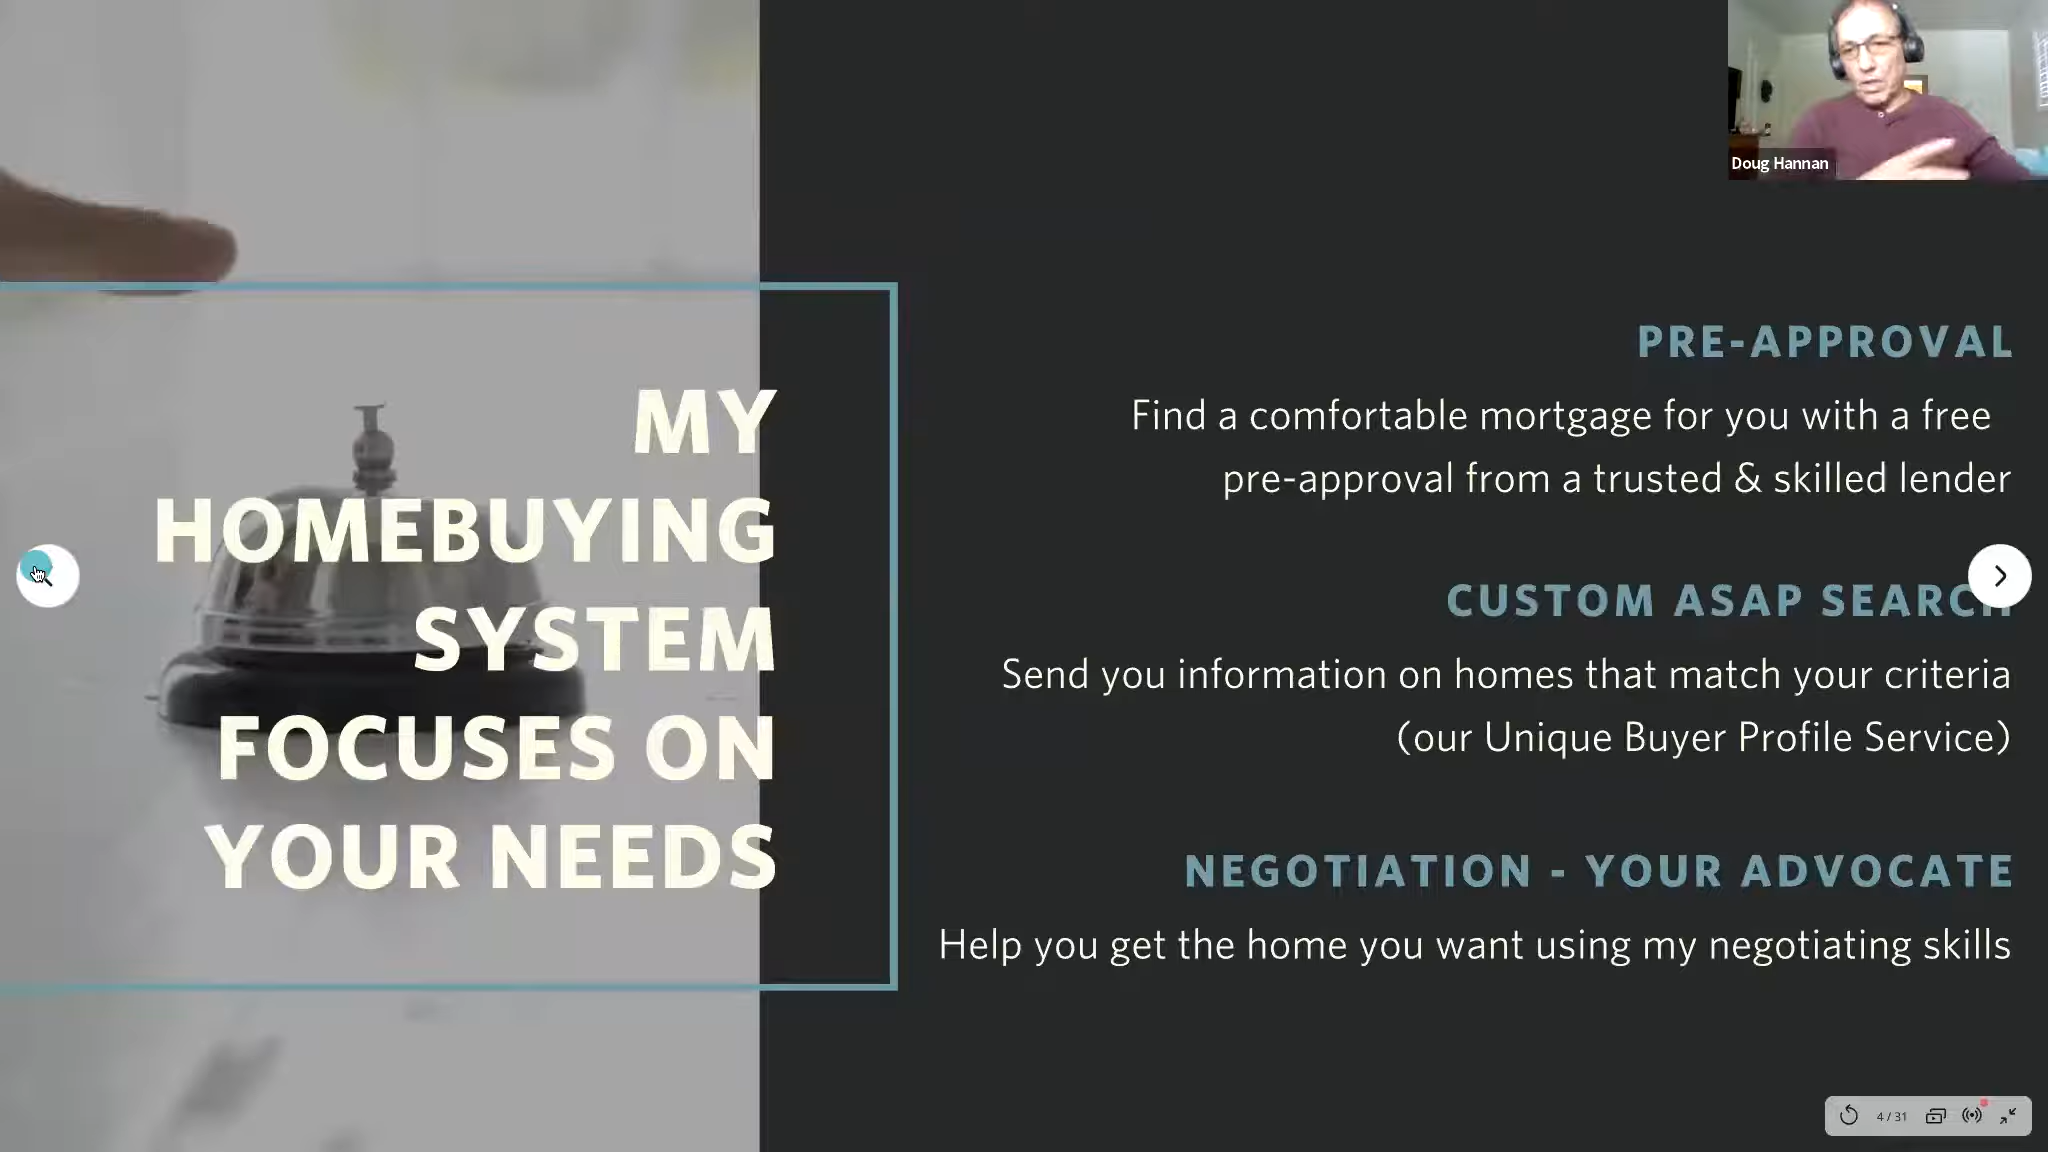 MY
HOMEBUYING
SYSTEM
FOCUSES ON
YOUR NEEDS
Doug Hannan
PRE-APPROVAL
Find a comfortable mortgage for you with a free
pre-approval from a trusted & skilled lender
CUSTOM ASAP SEARCH
Send you information on homes that match your criteria
(our Unique Buyer Profile Service)
NEGOTIATION - YOUR ADVOCATE
Help you get the home you want using my negotiating skills
4 / 31